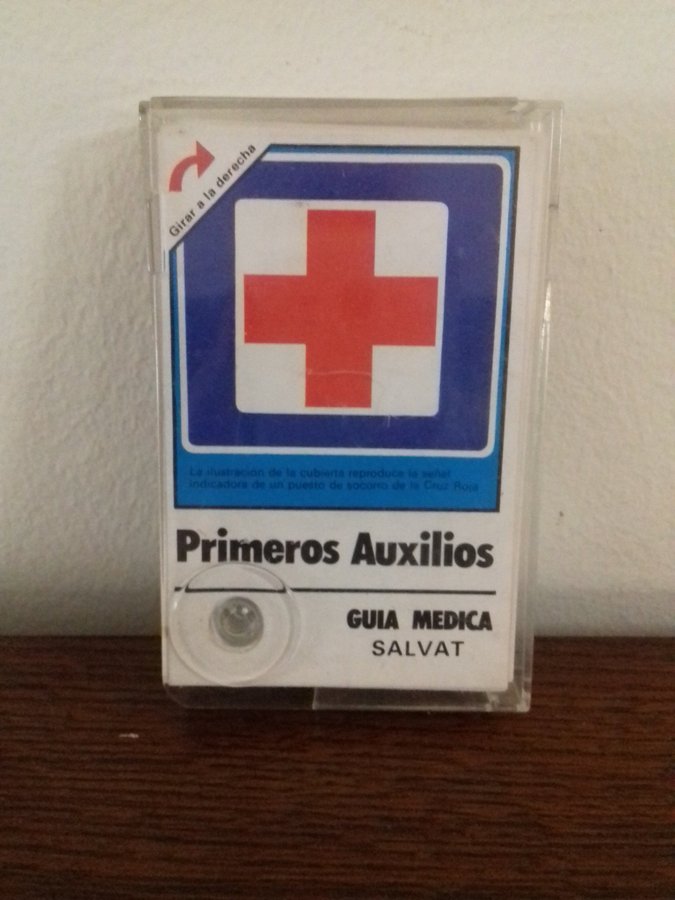 Girar a la derecha
La ilustración de la cubierta reproduce la señal
indicadora de un puesto de socorro de la Cruz Roja
Primeros Auxilios
GUIA MEDICA
SALVAT